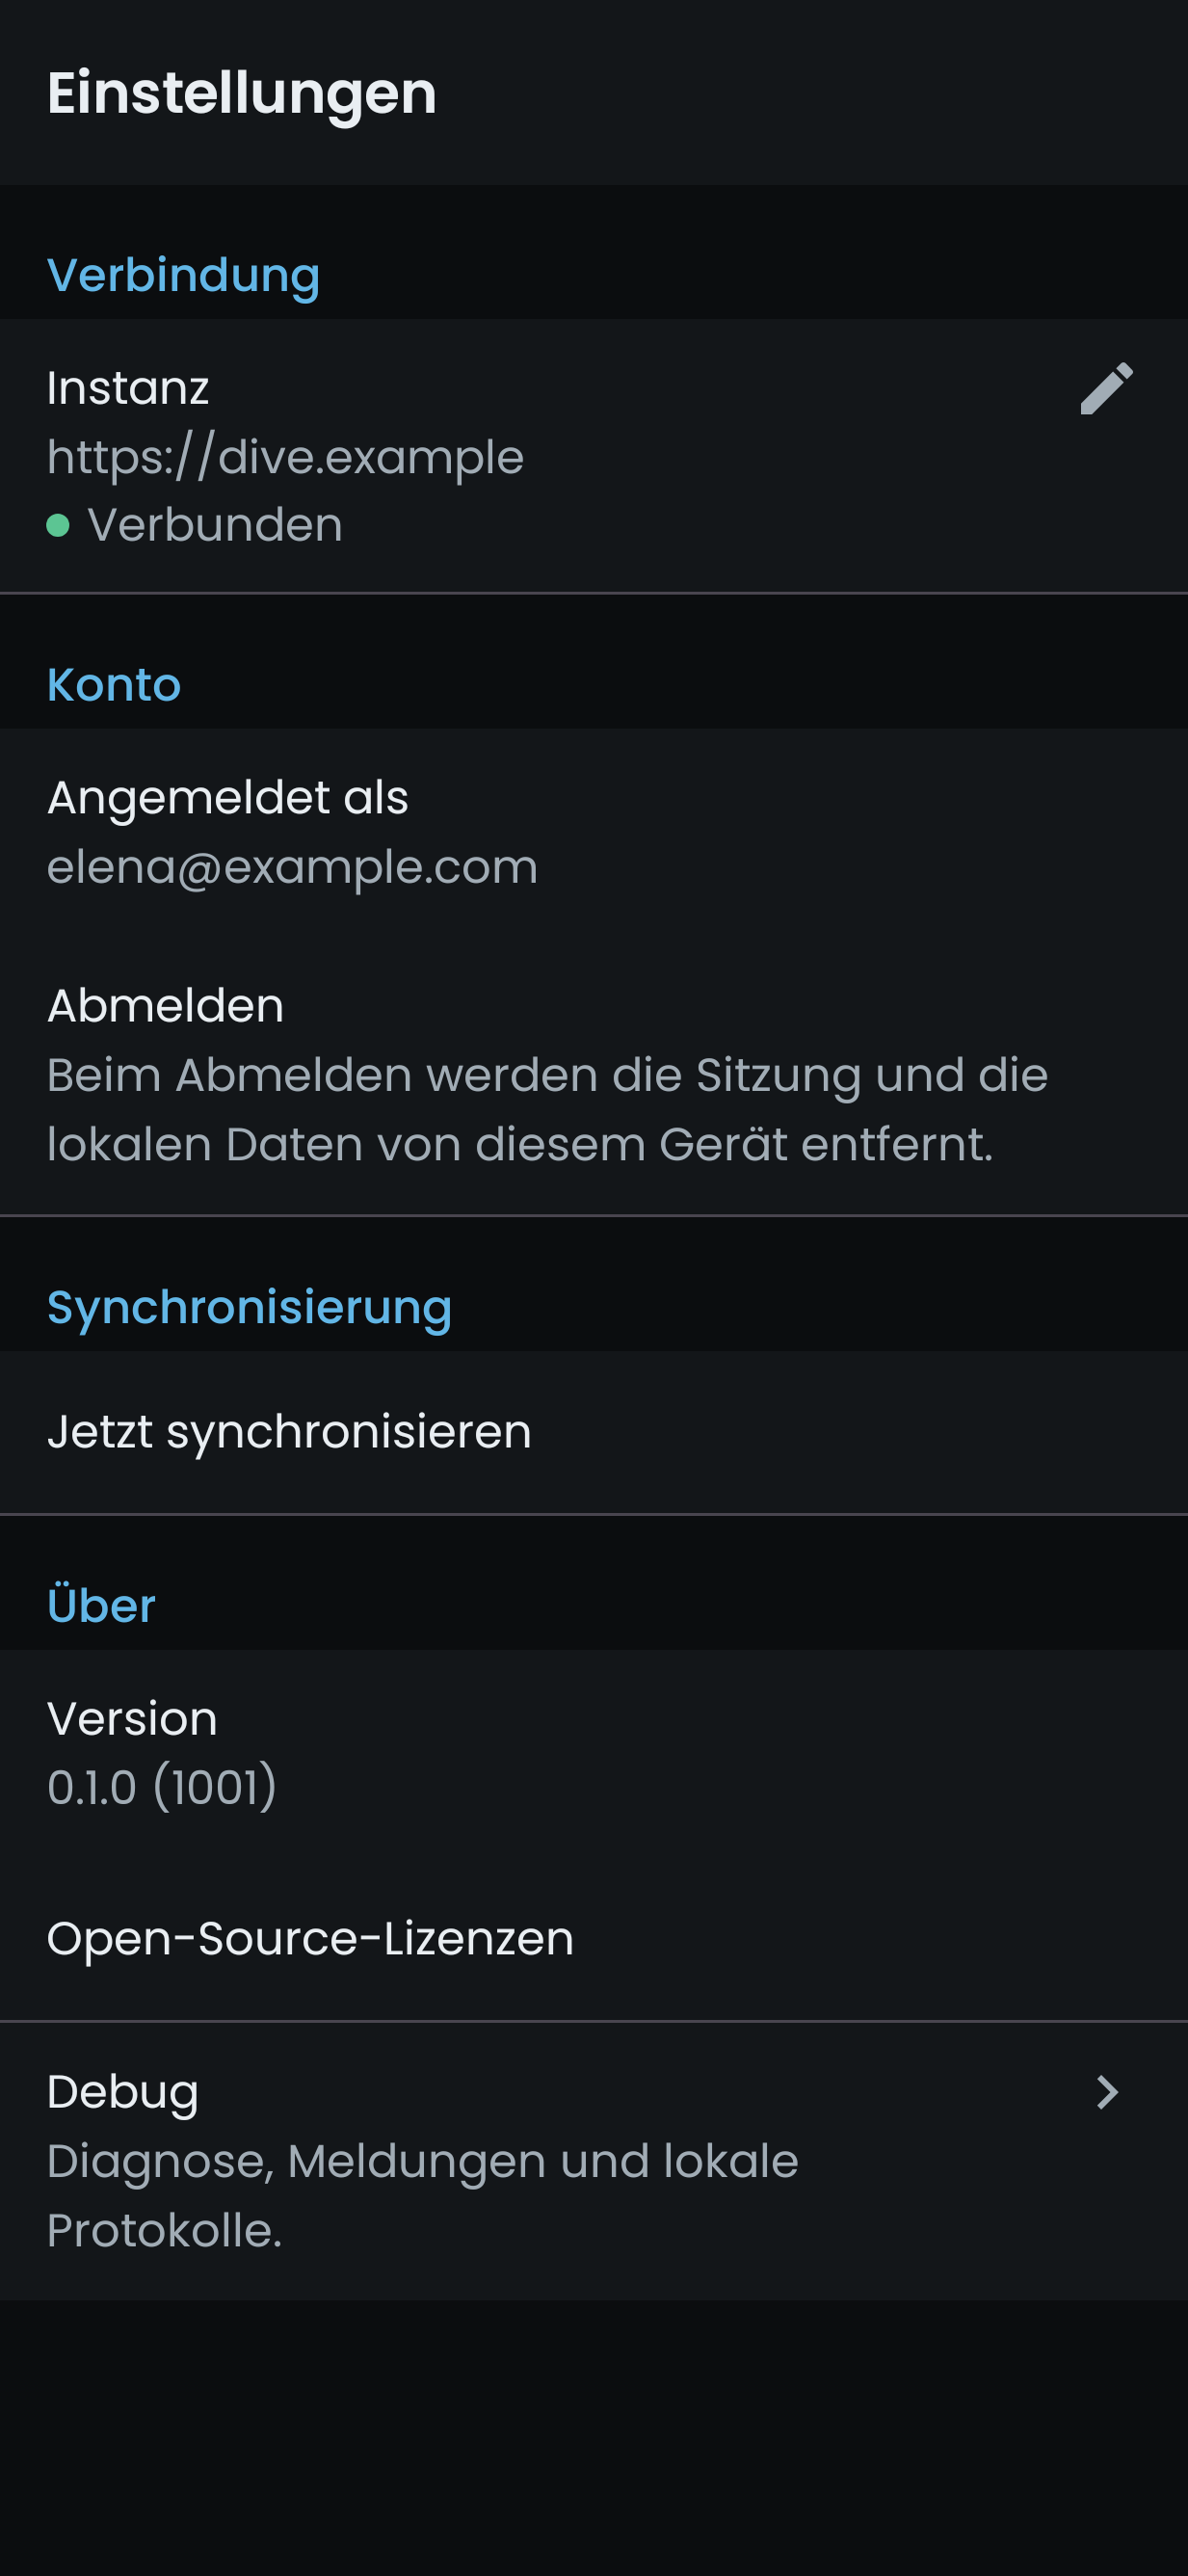 Einstellungen
Verbindung
Instanz
https://dive.example
Verbunden
Konto
Angemeldet als
elena@example.com
Abmelden
Beim Abmelden werden die Sitzung und die
lokalen Daten von diesem Gerät entfernt.
Synchronisierung
Jetzt synchronisieren
Über
Version
0.1.0 (1001)
Open-Source-Lizenzen
Debug
Diagnose, Meldungen und lokale
Protokolle.